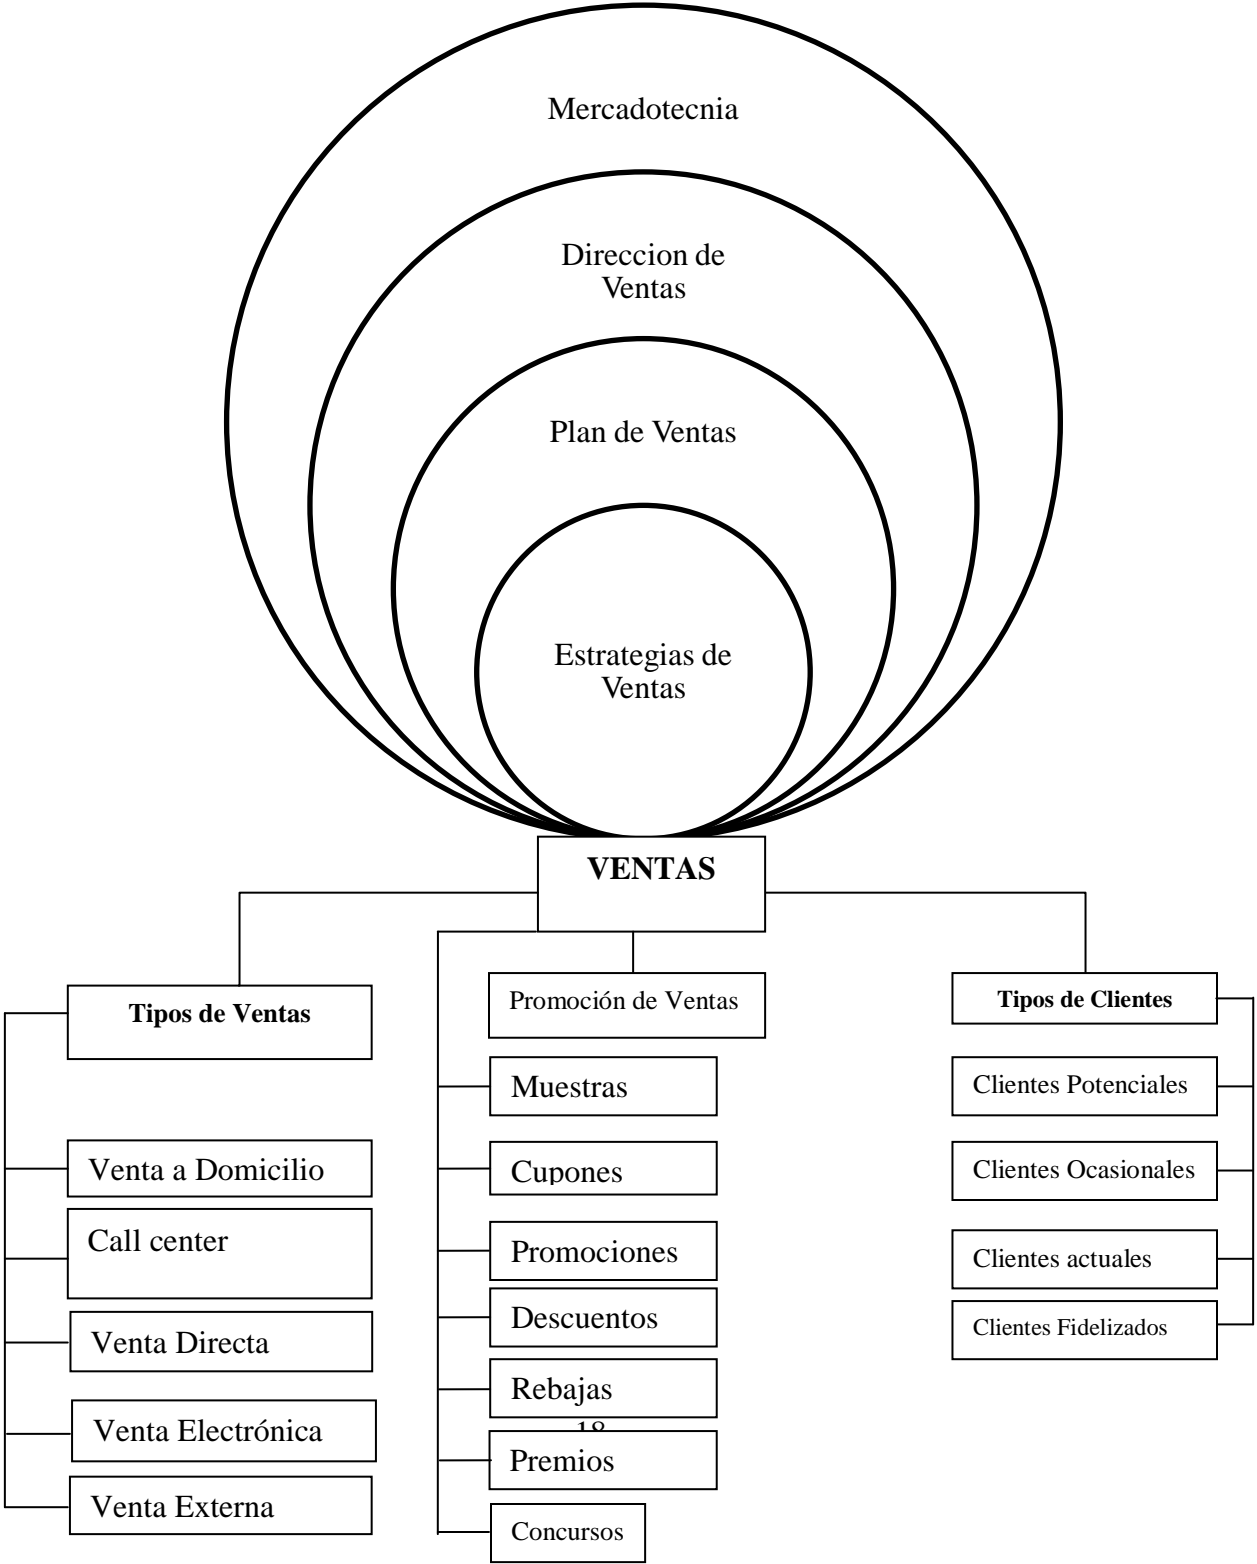 Mercadotecnia
Direccion de
Ventas
Plan de Ventas
Estrategias de
Ventas
VENTAS
Tipos de Ventas
Venta a Domicilio
Call center
Venta Directa
Venta Electrónica
Venta Externa
Promoción de Ventas
Muestras
Cupones
Promociones
Descuentos
Rebajas
18
Premios
Concursos
Tipos de Clientes
Clientes Potenciales
Clientes Ocasionales
Clientes actuales
Clientes Fidelizados